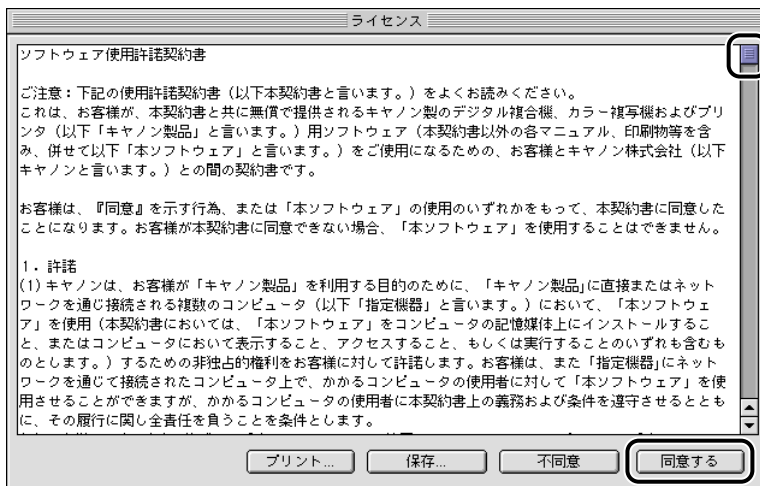 ライセンス
ソフトウェア使用許諾契約書
ご注意：下記の使用許諾契約書（以下本契約書と言います。）をよくお読みください。
これは、お客様が、本契約書と共に無償で提供されるキヤノン製のデジタル複合機、カラー複写機およびプリ
ンタ（以下「キヤノン製品」と言います。）用ソフトウェア（本契約書以外の各マニュアル、印刷物等を含
み、併せて以下「本ソフトウェア」と言います。）をご使用になるための、お客様とキヤノン株式会社（以下
キヤノンと言います。）との間の契約書です。
お客様は、『同意』を示す行為、または「本ソフトウェア」の使用のいずれかをもって、本契約書に同意した
ことになります。お客様が本契約書に同意できない場合、「本ソフトウェア」を使用することはできません。
１．許諾
(1) キヤノンは、お客様が「キヤノン製品」を利用する目的のために、「キヤノン製品」に直接またはネット
ワークを通じ接続される複数のコンピュータ（以下「指定機器」と言います。）において、「本ソフトウェ
ア」を使用（本契約書においては、「本ソフトウェア」をコンピュータの記憶媒体上にインストールするこ
と、またはコンピュータにおいて表示すること、アクセスすること、もしくは実行することのいずれも含むも
のとします。）するための非独占的権利をお客様に対して許諾します。お客様は、また「指定機器」にネット
ワークを通じて接続されたコンピュータ上で、かかるコンピュータの使用者に対して「本ソフトウェア」を使
用させることができますが、かかるコンピュータの使用者に本契約書上の義務および条件を遵守させるととも
に、その履行に関し全責任を負うことを条件とします。
プリント... 保存... 不同意 同意する